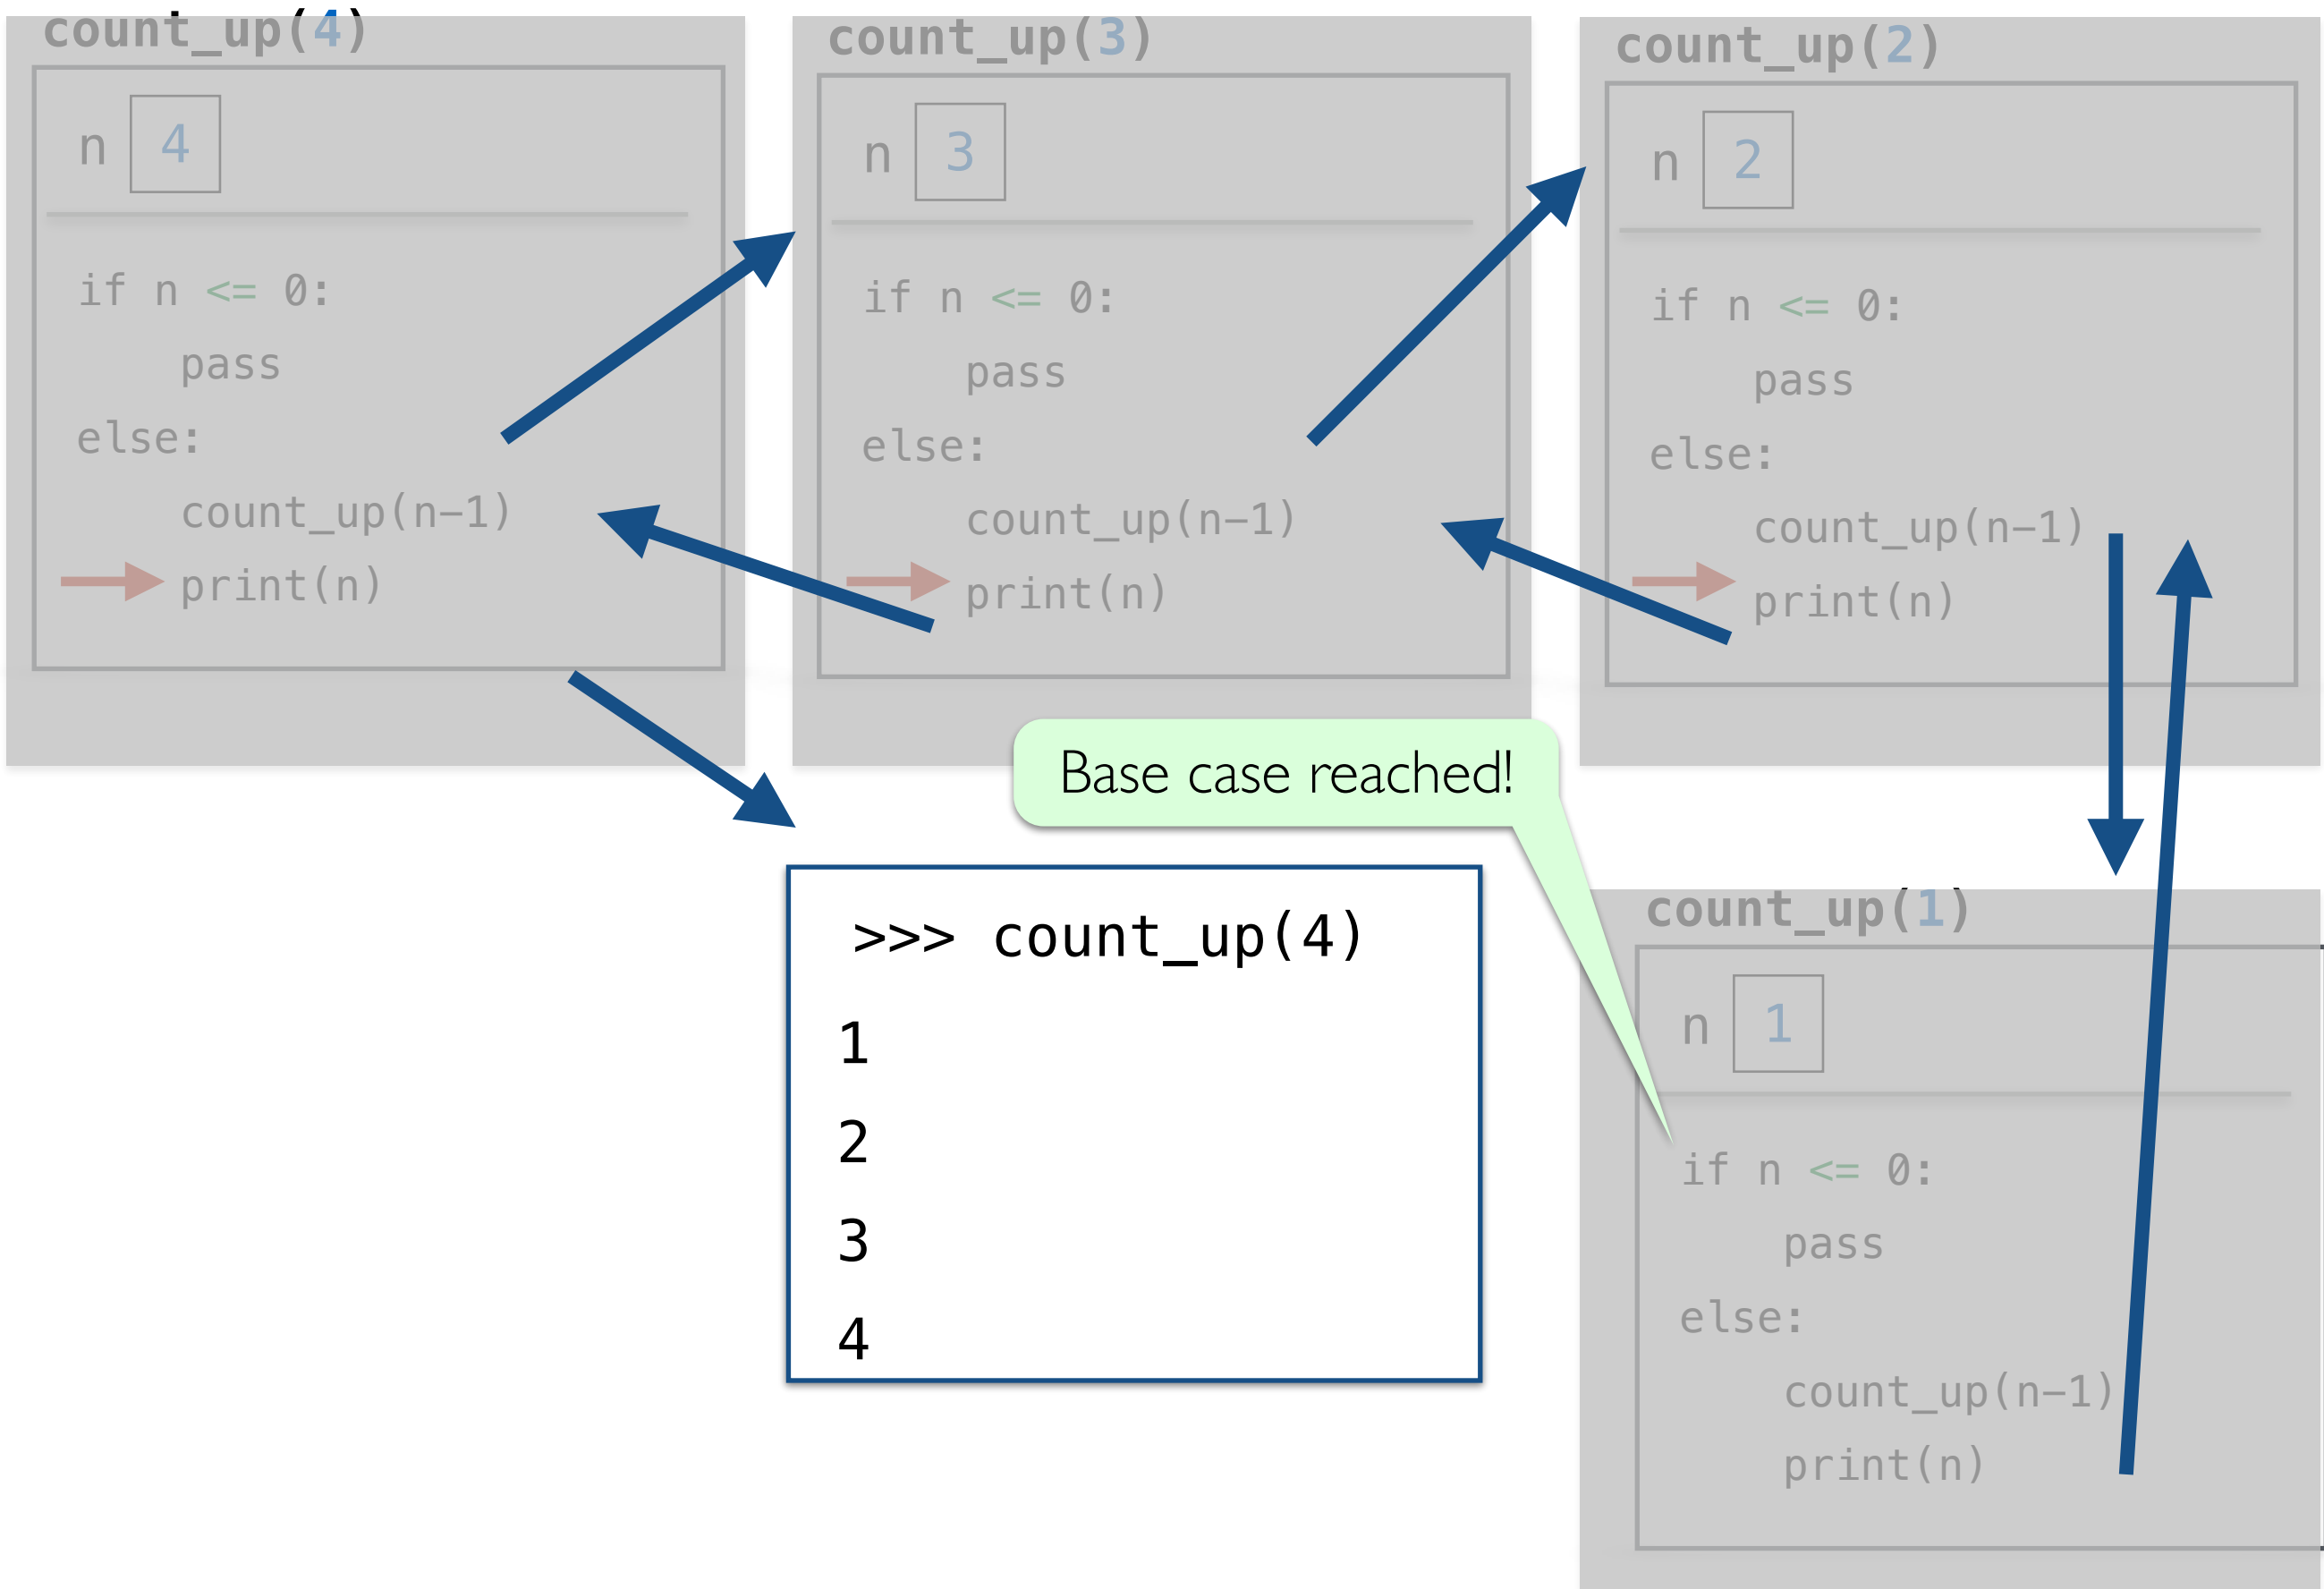 count_up(4)
n 4
if n <= 0:
pass
else:
count_up(n-1)
print(n)
count_up(3)
n 3
if n <= 0:
pass
else:
count_up(n-1)
print(n)
count_up(2)
n 2
if n <= 0:
pass
else:
count_up(n-1)
print(n)
Base case reached!
>>> count_up(4)
1
2
3
4
count_up(1)
n 1
if n <= 0:
pass
else:
count_up(n-1)
print(n)